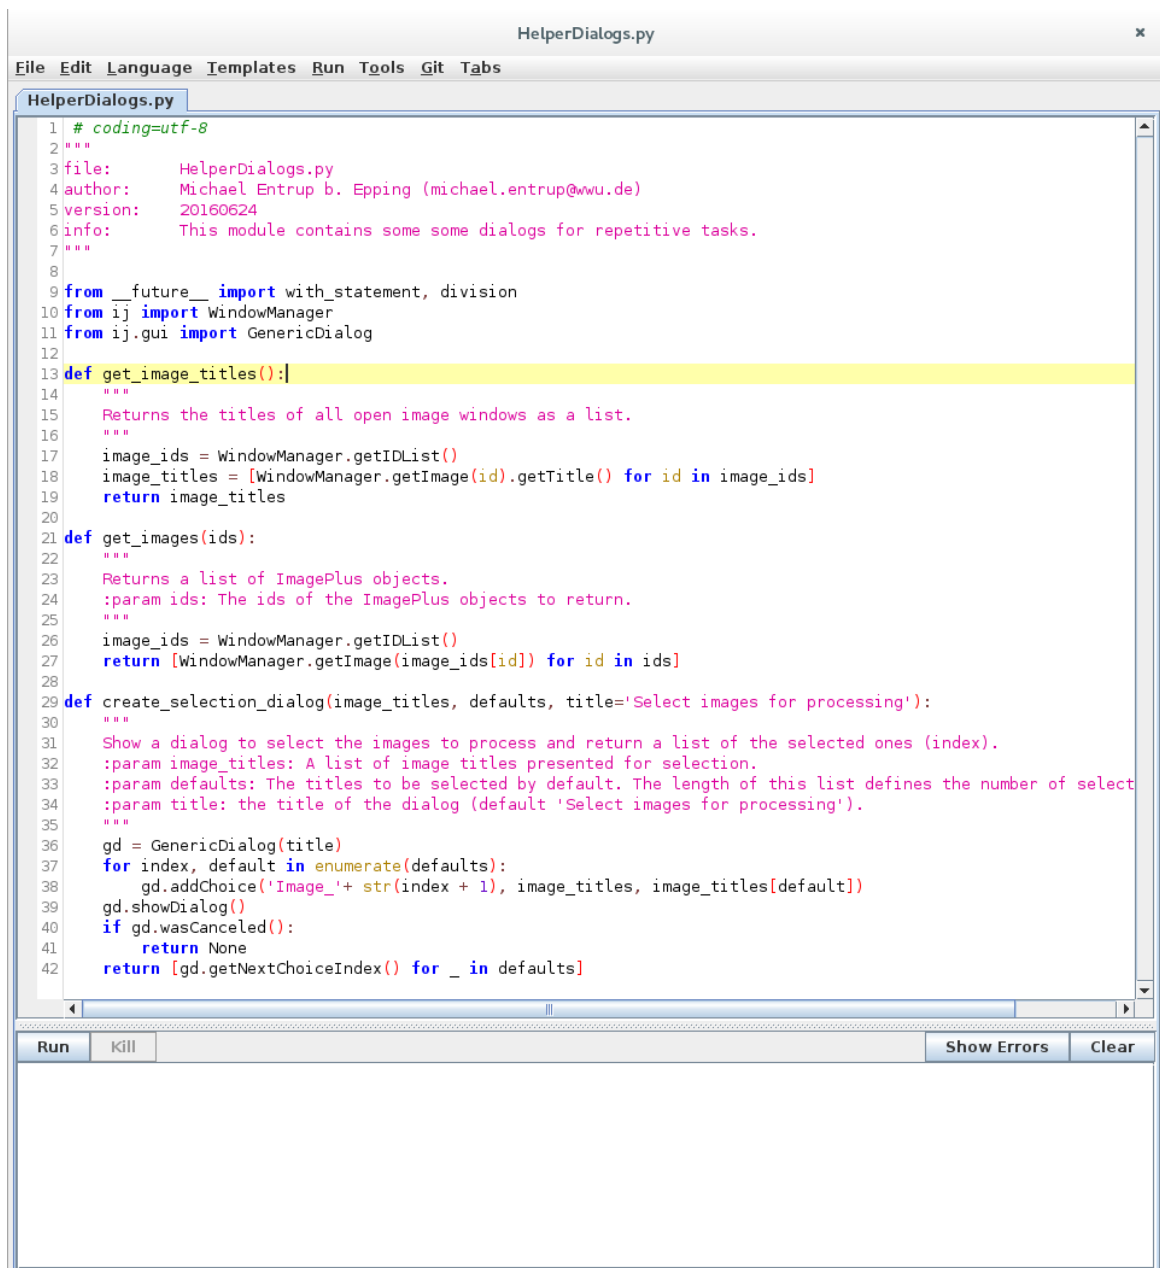 HelperDialogs.py
×
File Edit Language Templates Run Tools Git Tabs
HelperDialogs.py
1 # coding=utf-8
2 """
3 file:       HelperDialogs.py
4 author:     Michael Entrup b. Epping (michael.entrup@wwu.de)
5 version:    20160624
6 info:       This module contains some some dialogs for repetitive tasks.
7 """
8
9 from __future__ import with_statement, division
10 from ij import WindowManager
11 from ij.gui import GenericDialog
12
13 def get_image_titles():
14     """
15     Returns the titles of all open image windows as a list.
16     """
17     image_ids = WindowManager.getIDList()
18     image_titles = [WindowManager.getImage(id).getTitle() for id in image_ids]
19     return image_titles
20
21 def get_images(ids):
22     """
23     Returns a list of ImagePlus objects.
24     :param ids: The ids of the ImagePlus objects to return.
25     """
26     image_ids = WindowManager.getIDList()
27     return [WindowManager.getImage(image_ids[id]) for id in ids]
28
29 def create_selection_dialog(image_titles, defaults, title='Select images for processing'):
30     """
31     Show a dialog to select the images to process and return a list of the selected ones (index).
32     :param image_titles: A list of image titles presented for selection.
33     :param defaults: The titles to be selected by default. The length of this list defines the number of select
34     :param title: the title of the dialog (default 'Select images for processing').
35     """
36     gd = GenericDialog(title)
37     for index, default in enumerate(defaults):
38         gd.addChoice('Image_'+ str(index + 1), image_titles, image_titles[default])
39     gd.showDialog()
40     if gd.wasCanceled():
41         return None
42     return [gd.getNextChoiceIndex() for _ in defaults]
Run Kill Show Errors Clear